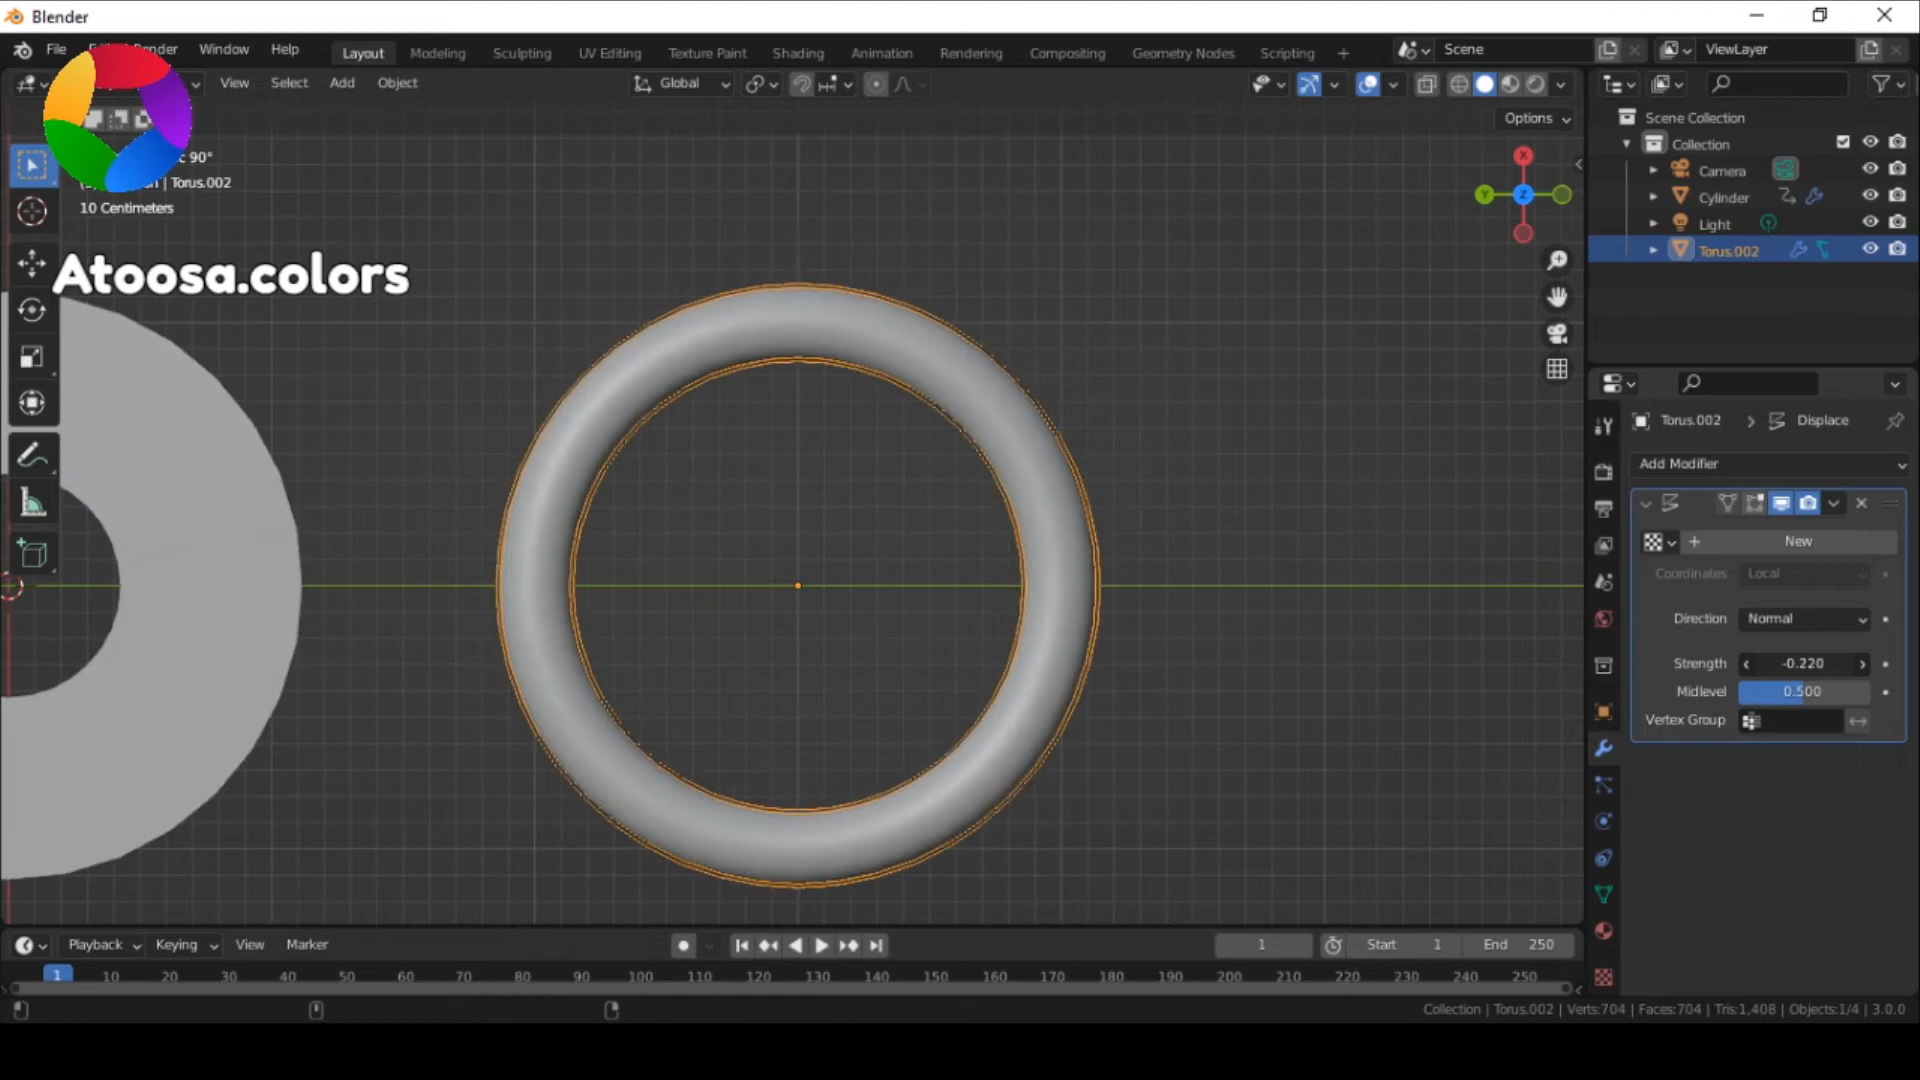 Blender
File
Render
Window
Help
Layout
Modeling
Sculpting
UV Editing
Texture Paint
Shading
Animation
Rendering
Compositing
Geometry Nodes
Scripting
Scene
ViewLayer
View
Select
Add
Object
Global
Options
90°
| Torus.002
10 Centimeters
Atoosa.colors
X
Y
Z
Scene Collection
Collection
Camera
Cylinder
Light
Torus.002
Torus.002
Displace
Add Modifier
New
Coordinates Local
Direction Normal
Strength -0.220
Midlevel 0.500
Vertex Group
Playback
Keying
View
Marker
1
Start 1
End 250
1 10 20 30 40 50 60 70 80 90 100 110 120 130 140 150 160 170 180 190 200 210 220 230 240 250
Collection | Torus.002 | Verts:704 | Faces:704 | Tris:1,408 | Objects:1/4 | 3.0.0